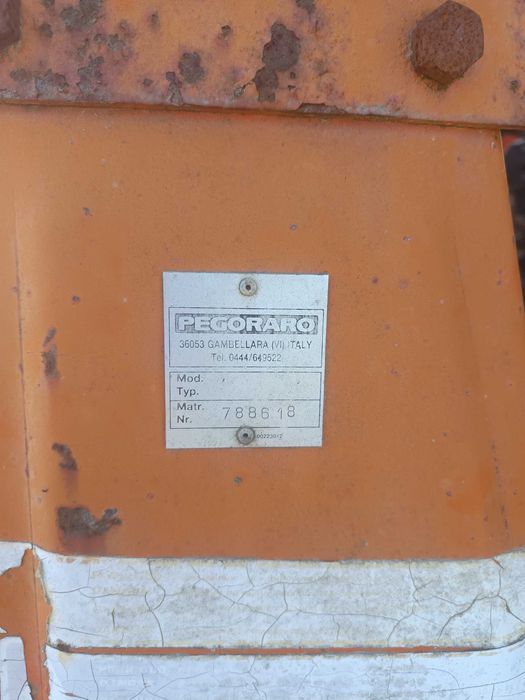 PEGORARO
36053 GAMBELLARA (VI) ITALY
Tel. 0444/649522
Mod.
Typ.
Matr.
Nr.
788618